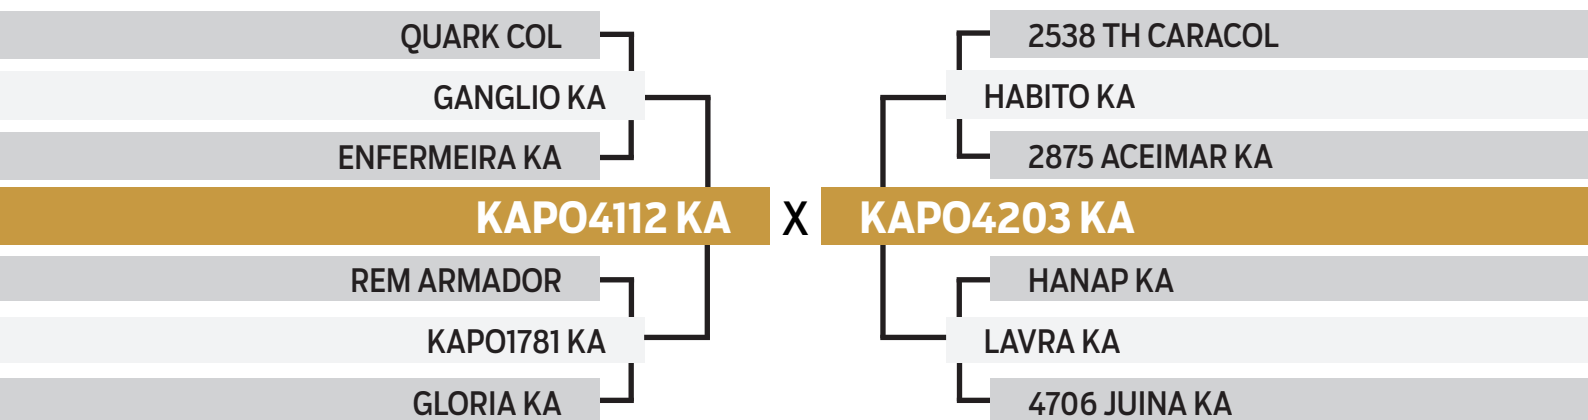 QUARK COL
2538 TH CARACOL
GANGLIO KA
HABITO KA
ENFERMEIRA KA
2875 ACEIMAR KA
KAPO4112 KA X KAPO4203 KA
REM ARMADOR
HANAP KA
KAPO1781 KA
LAVRA KA
GLORIA KA
4706 JUINA KA